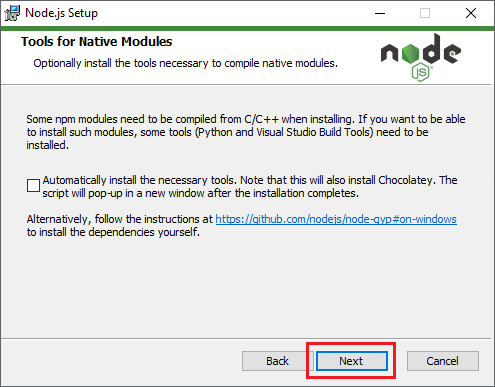 Node.js Setup
Tools for Native Modules
Optionally install the tools necessary to compile native modules.
node
JS
Some npm modules need to be compiled from C/C++ when installing. If you want to be able
to install such modules, some tools (Python and Visual Studio Build Tools) need to be
installed.
Automatically install the necessary tools. Note that this will also install Chocolatey. The
script will pop-up in a new window after the installation completes.
Alternatively, follow the instructions at https://github.com/nodejs/node-gyp#on-windows
to install the dependencies yourself.
Back Next Cancel